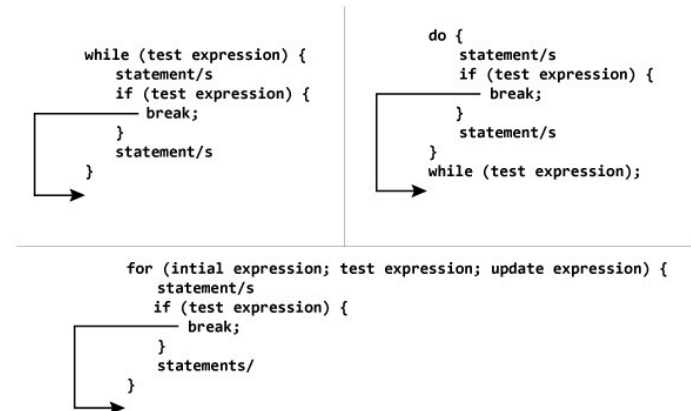 while (test expression) {
statement/s
if (test expression) {
break;
}
statement/s
}
do {
statement/s
if (test expression) {
break;
}
statement/s
}
while (test expression);
for (intial expression; test expression; update expression) {
statement/s
if (test expression) {
break;
}
statements/
}